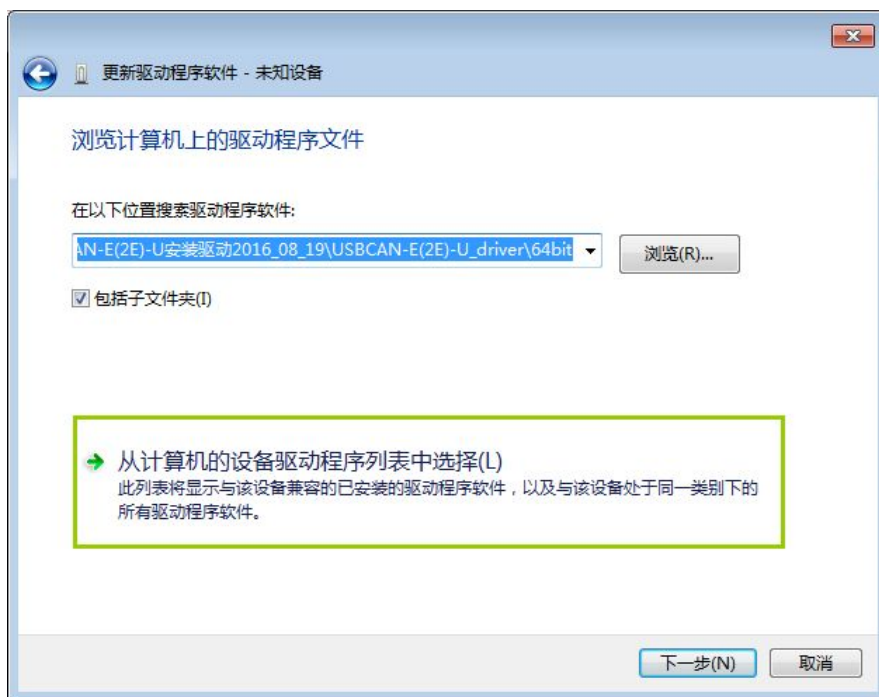 更新驱动程序软件 - 未知设备
浏览计算机上的驱动程序文件
在以下位置搜索驱动程序软件:
AN-E(2E)-U安装驱动2016_08_19\USBCAN-E(2E)-U_driver\64bit
浏览(R)...
包括子文件夹(I)
从计算机的设备驱动程序列表中选择(L)
此列表将显示与该设备兼容的已安装的驱动程序软件，以及与该设备处于同一类别下的
所有驱动程序软件。
下一步(N)
取消